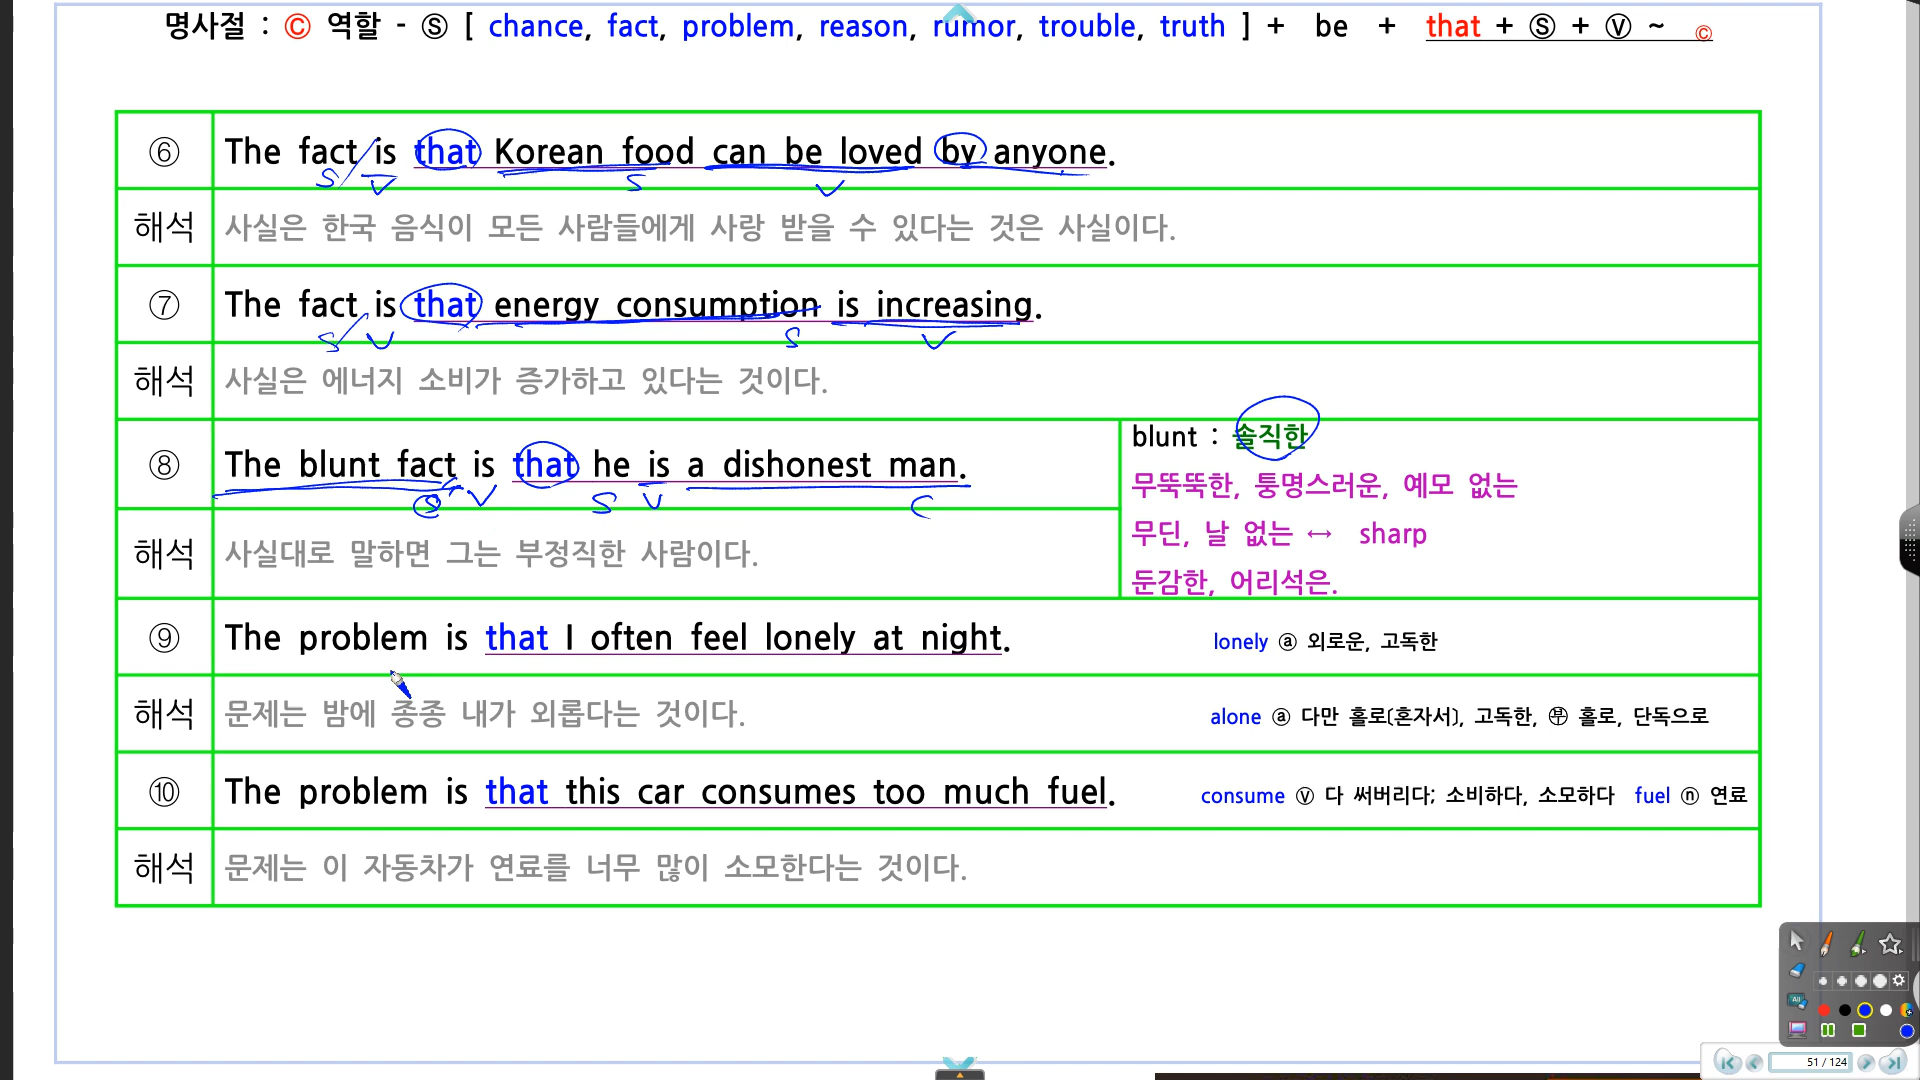 명사절 : ⓒ 역할 - Ⓢ [ chance, fact, problem, reason, rumor, trouble, truth ] + be + that + Ⓢ + Ⓥ ~ ⓒ
⑥ The fact is that Korean food can be loved by anyone.
S V S V
해석 사실은 한국 음식이 모든 사람들에게 사랑 받을 수 있다는 것은 사실이다.
⑦ The fact is that energy consumption is increasing.
S V S V
해석 사실은 에너지 소비가 증가하고 있다는 것이다.
⑧ The blunt fact is that he is a dishonest man.
S V S V C
해석 사실대로 말하면 그는 부정직한 사람이다.
blunt : 솔직한
무뚝뚝한, 퉁명스러운, 예모 없는
무딘, 날 없는 ↔ sharp
둔감한, 어리석은.
⑨ The problem is that I often feel lonely at night. lonely ⓐ 외로운, 고독한
해석 문제는 밤에 종종 내가 외롭다는 것이다. alone ⓐ 다만 홀로(혼자서), 고독한, ㉾ 홀로, 단독으로
⑩ The problem is that this car consumes too much fuel. consume Ⓥ 다 써버리다; 소비하다, 소모하다 fuel ⓝ 연료
해석 문제는 이 자동차가 연료를 너무 많이 소모한다는 것이다.
All
51 / 124